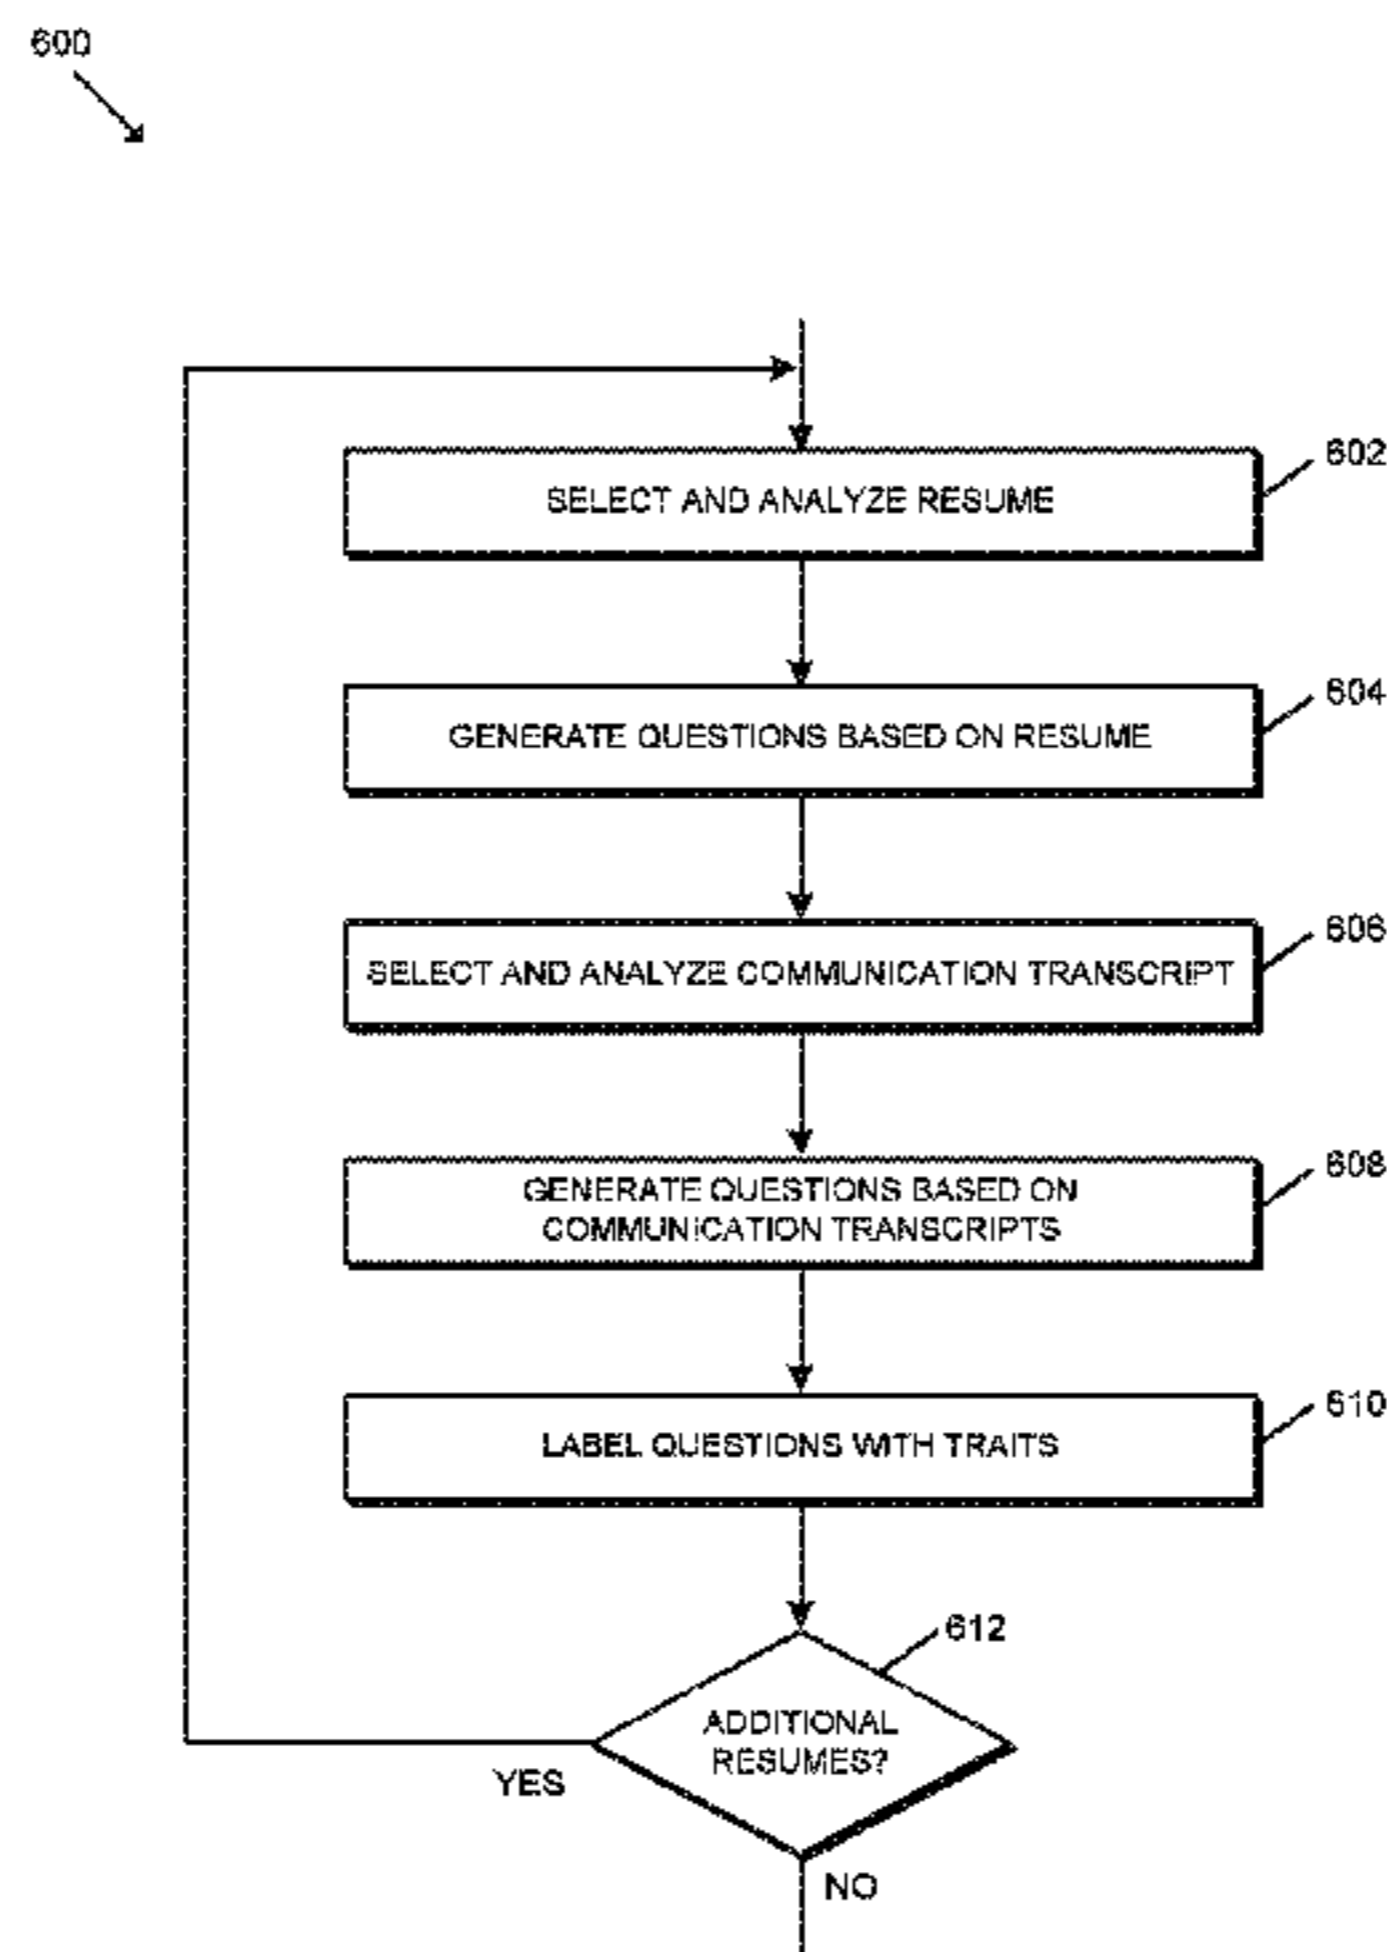 600
SELECT AND ANALYZE RESUME
602
GENERATE QUESTIONS BASED ON RESUME
604
SELECT AND ANALYZE COMMUNICATION TRANSCRIPT
606
GENERATE QUESTIONS BASED ON
COMMUNICATION TRANSCRIPTS
608
LABEL QUESTIONS WITH TRAITS
610
612
ADDITIONAL
RESUMES?
YES
NO